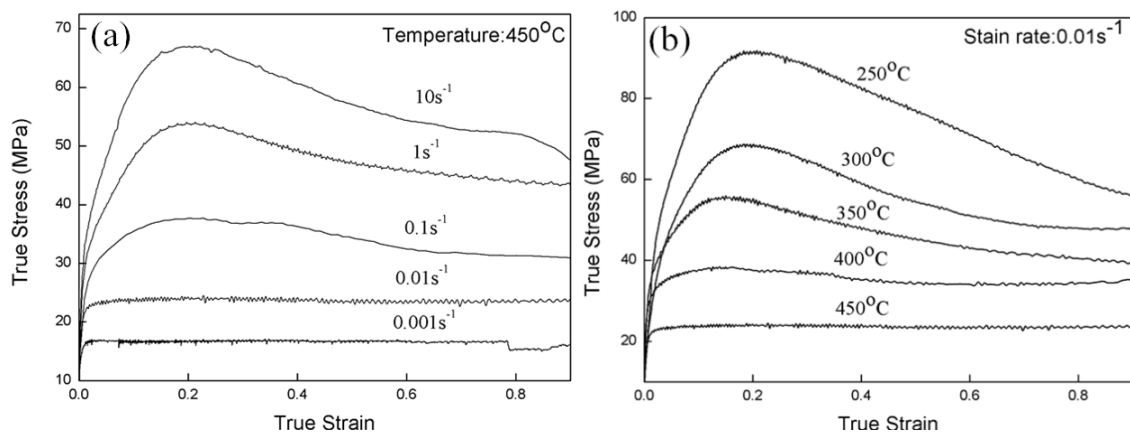 (a)
Temperature:450°C
True Stress (MPa)
70
60
50
40
30
20
10
10s⁻¹
1s⁻¹
0.1s⁻¹
0.01s⁻¹
0.001s⁻¹
0.0 0.2 0.4 0.6 0.8
True Strain
(b)
Stain rate:0.01s⁻¹
True Stress (MPa)
100
80
60
40
20
250°C
300°C
350°C
400°C
450°C
0.0 0.2 0.4 0.6 0.8
True Strain